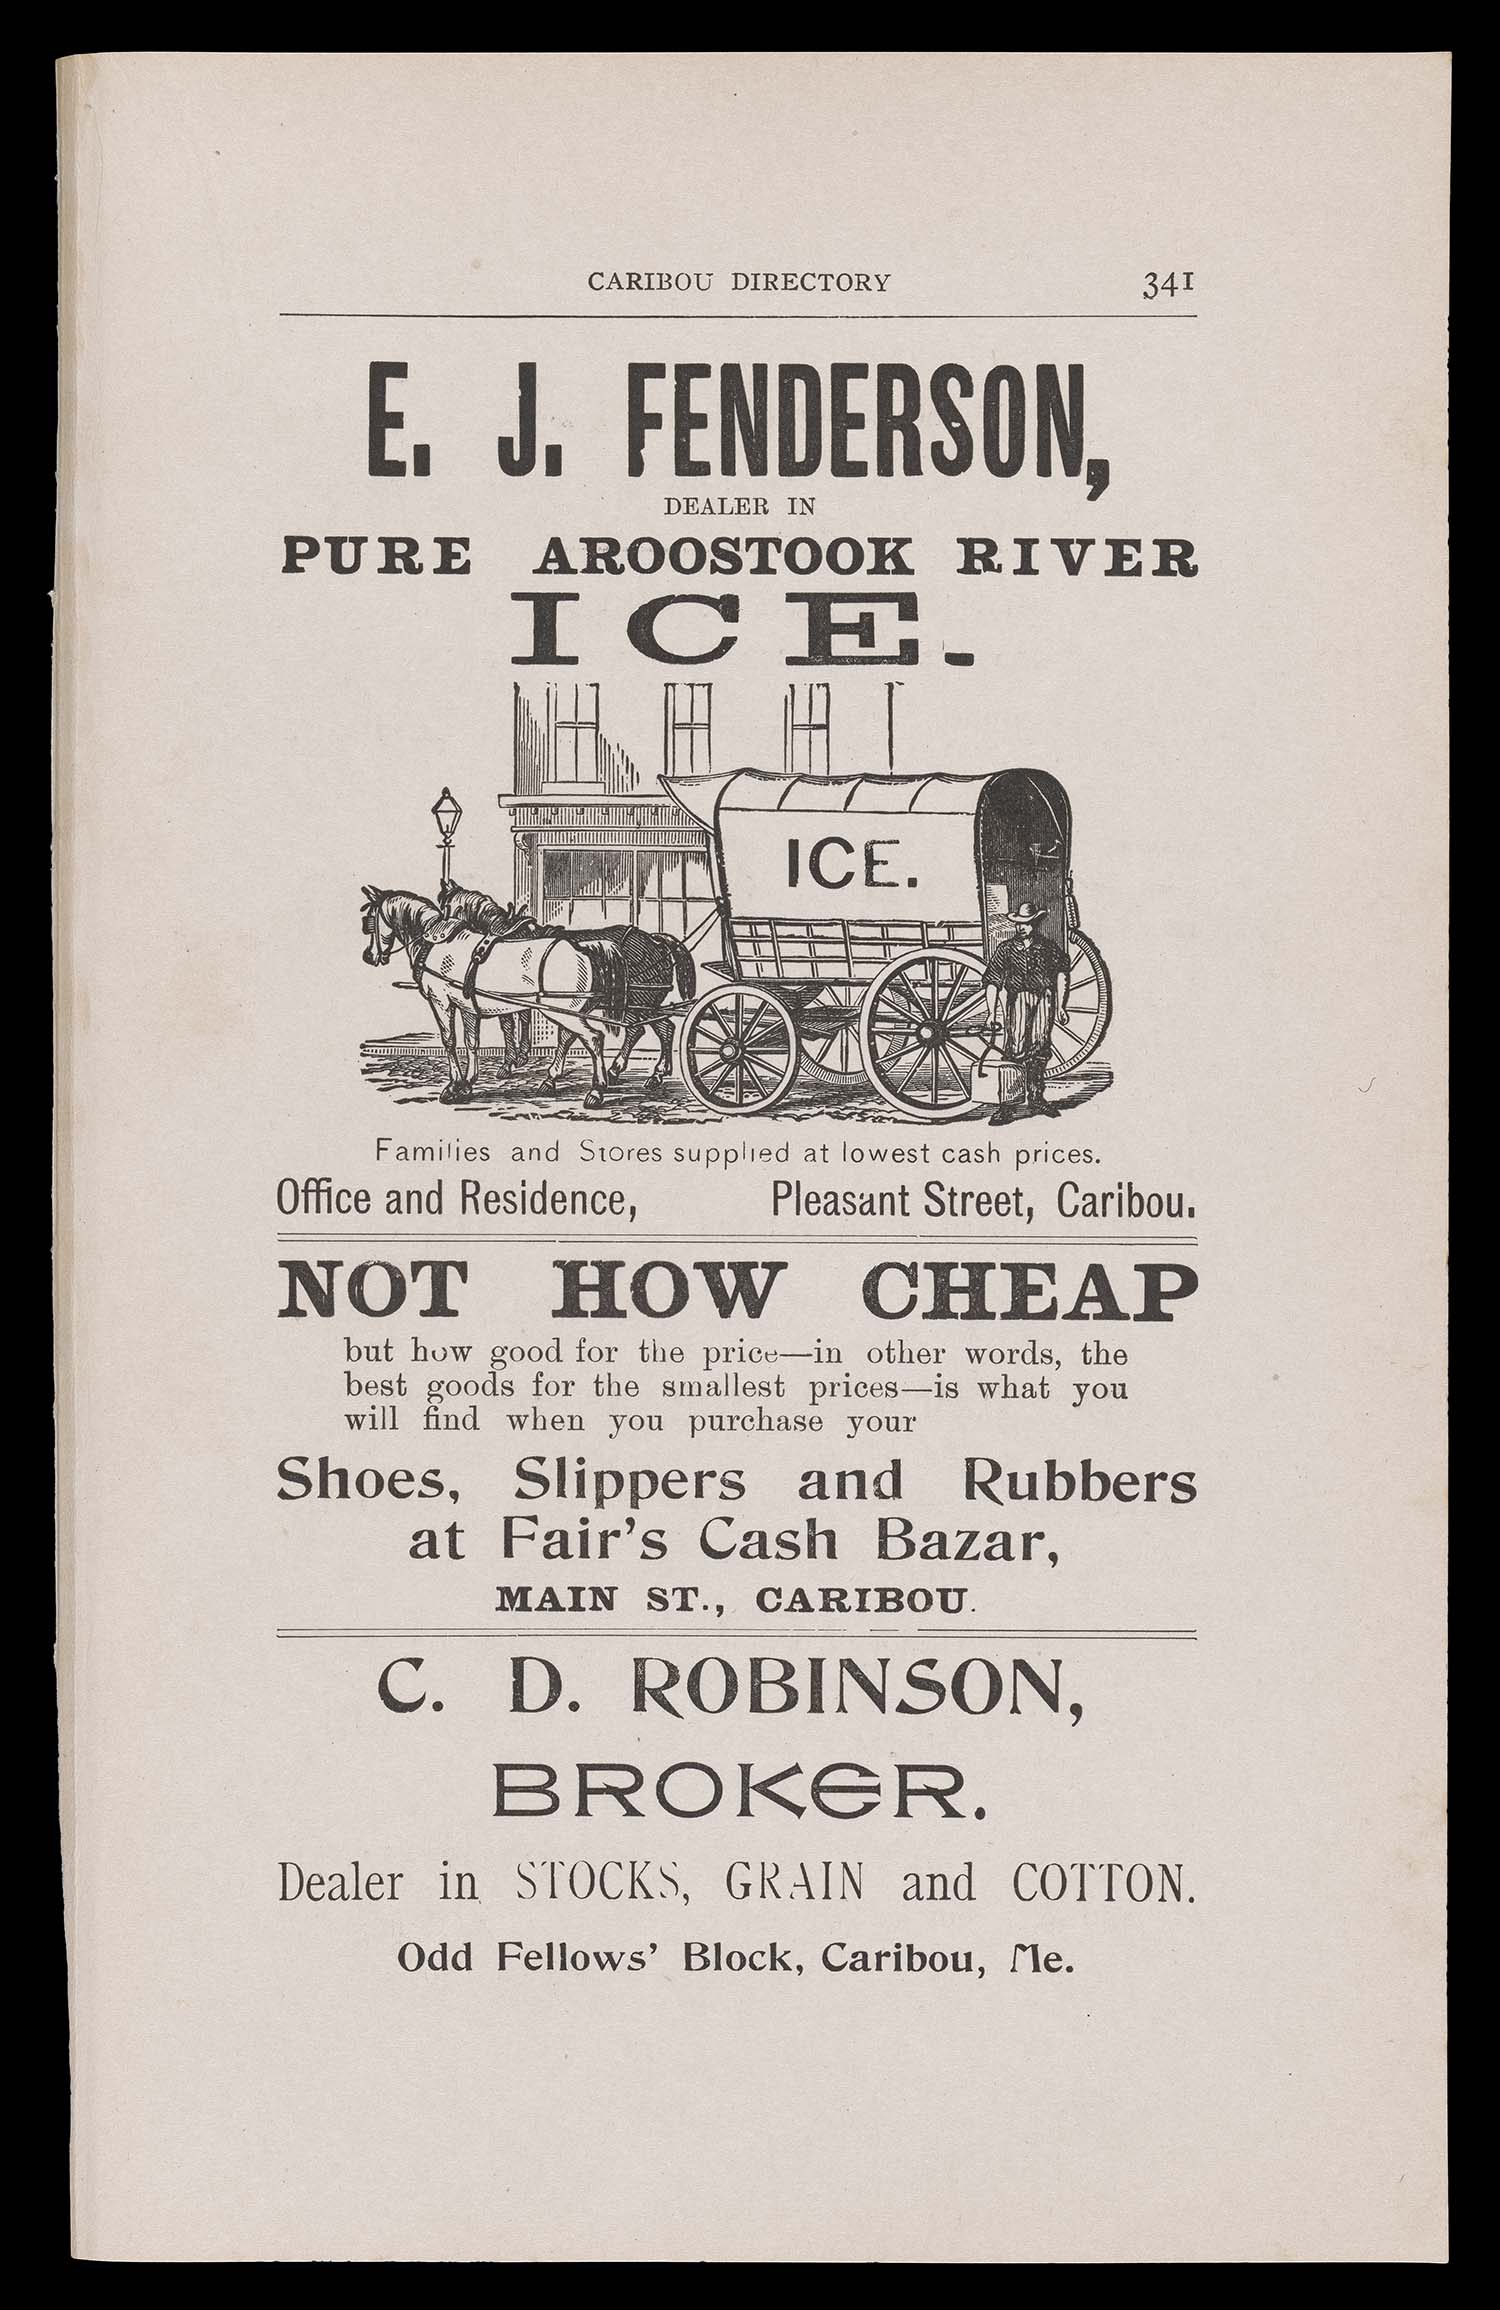 CARIBOU DIRECTORY 341
E. J. FENDERSON,
DEALER IN
PURE AROOSTOOK RIVER
ICE.
ICE.
Families and Stores supplied at lowest cash prices.
Office and Residence, Pleasant Street, Caribou.
NOT HOW CHEAP
but how good for the price—in other words, the
best goods for the smallest prices—is what you
will find when you purchase your
Shoes, Slippers and Rubbers
at Fair's Cash Bazar,
MAIN ST., CARIBOU.
C. D. ROBINSON,
BROKER.
Dealer in STOCKS, GRAIN and COTTON.
Odd Fellows' Block, Caribou, Me.